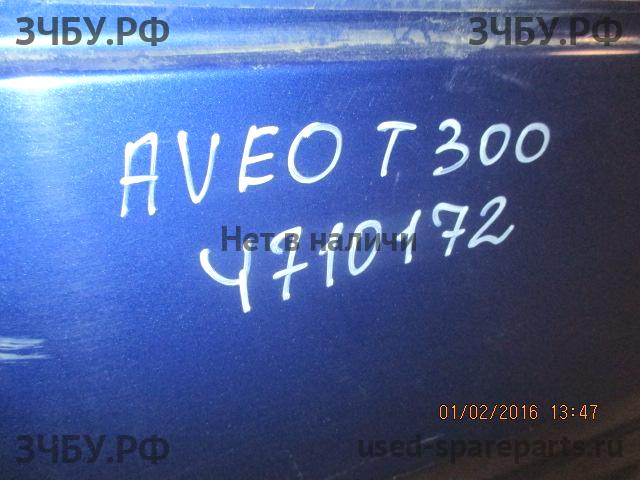 ЗЧБУ.РФ ЗЧБУ.РФ
AVEO T300
Нет в наличи
4710172
01/02/2016 13:47
ЗЧБУ.РФ used-spareparts.ru